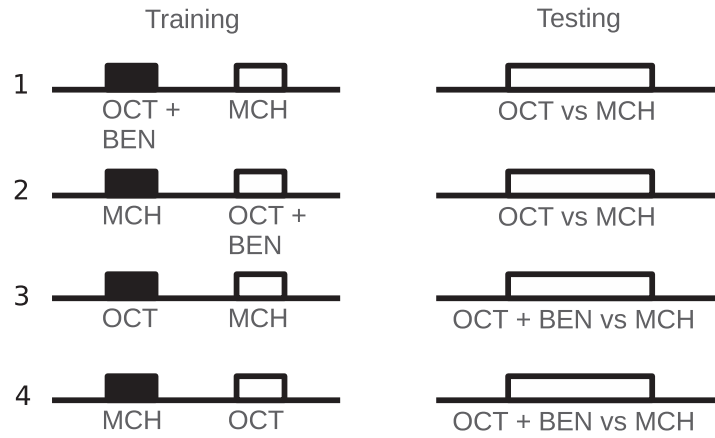 Training Testing
1
OCT + MCH OCT vs MCH
BEN
2
MCH OCT + OCT vs MCH
BEN
3
OCT MCH OCT + BEN vs MCH
4
MCH OCT OCT + BEN vs MCH